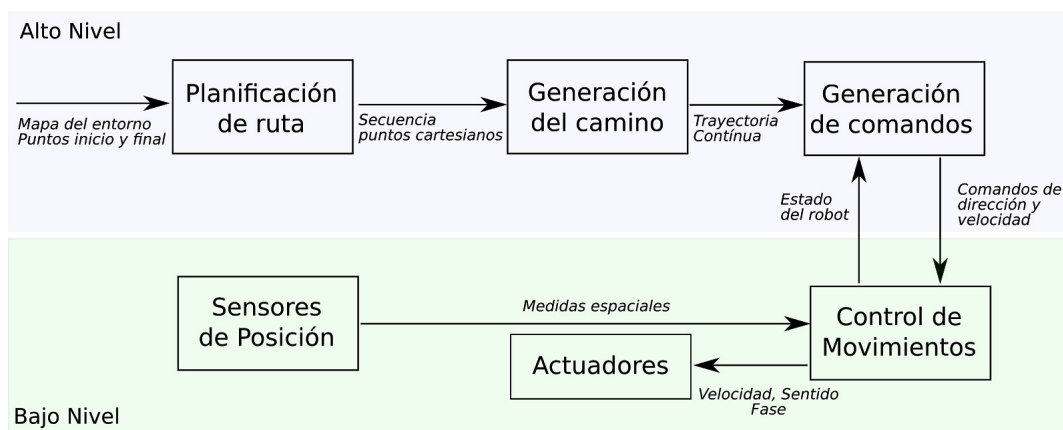 Alto Nivel
Planificación
de ruta
Generación
del camino
Generación
de comandos
Mapa del entorno
Puntos inicio y final
Secuencia
puntos cartesianos
Trayectoria
Contínua
Estado
del robot
Comandos de
dirección y
velocidad
Sensores
de Posición
Medidas espaciales
Control de
Movimientos
Actuadores
Velocidad, Sentido
Fase
Bajo Nivel